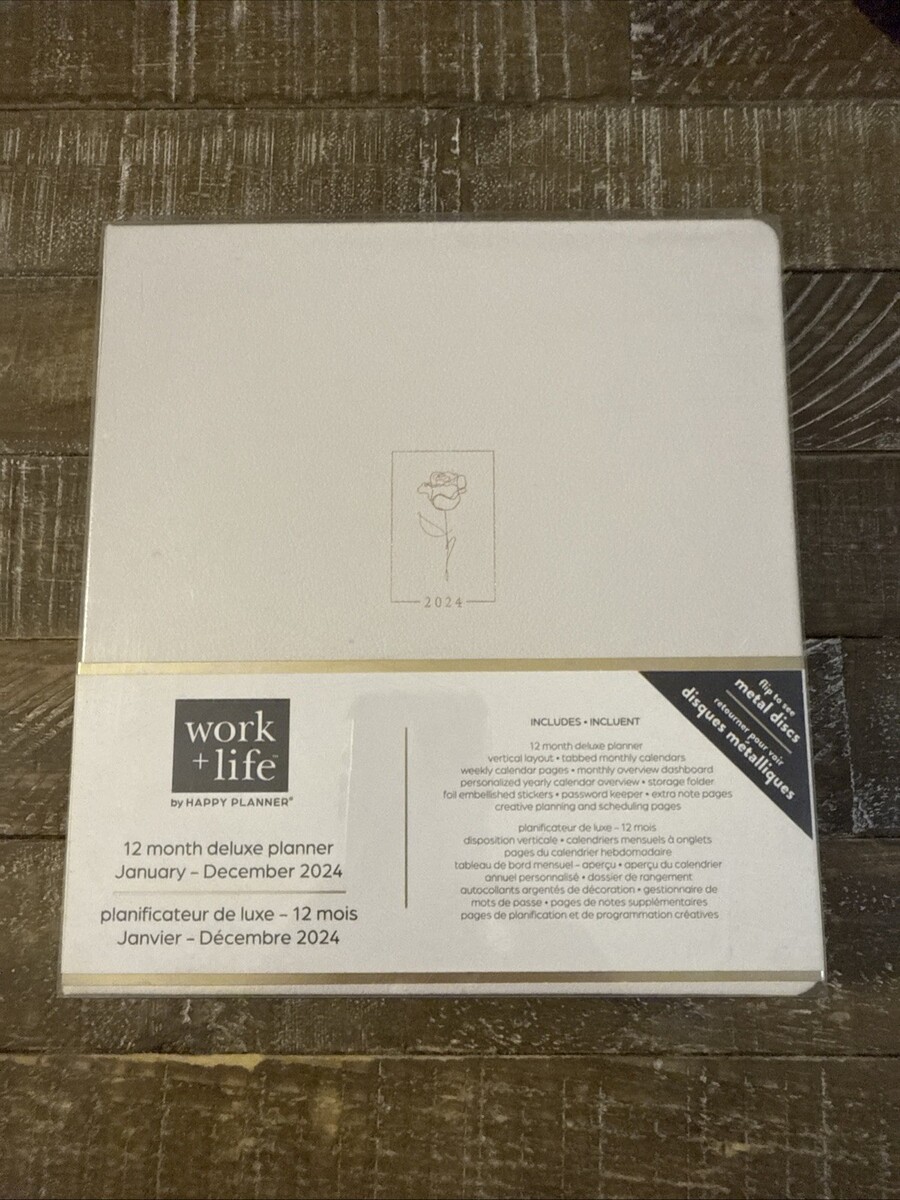 2024
flip to see
metal discs
retourner pour voir
disques métalliques
work
+ life™
by HAPPY PLANNER®
12 month deluxe planner
January – December 2024
planificateur de luxe – 12 mois
Janvier – Décembre 2024
INCLUDES • INCLUENT
12 month deluxe planner
vertical layout • tabbed monthly calendars
weekly calendar pages • monthly overview dashboard
personalized yearly calendar overview • storage folder
foil embellished stickers • password keeper • extra note pages
creative planning and scheduling pages
planificateur de luxe – 12 mois
disposition verticale • calendriers mensuels à onglets
pages du calendrier hebdomadaire
tableau de bord mensuel – aperçu • aperçu du calendrier
annuel personnalisé • dossier de rangement
autocollants argentés de décoration • gestionnaire de
mots de passe • pages de notes supplémentaires
pages de planification et de programmation créatives